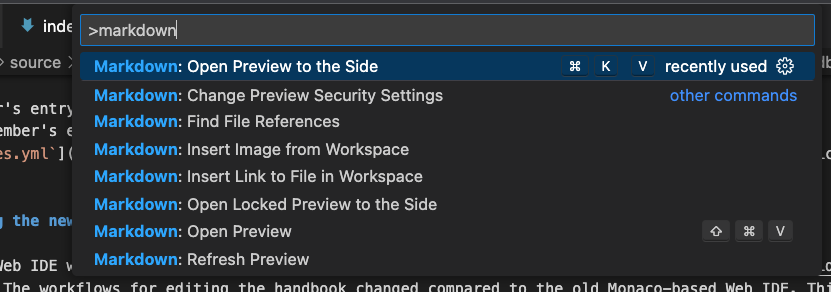 inde
>markdown
source
Markdown: Open Preview to the Side ⌘ K V recently used
Markdown: Change Preview Security Settings other commands
Markdown: Find File References
Markdown: Insert Image from Workspace
Markdown: Insert Link to File in Workspace
Markdown: Open Locked Preview to the Side
Markdown: Open Preview ⇧ ⌘ V
Markdown: Refresh Preview
er's entry
ember's e
es.yml`](
g the new
Web IDE w
The workflows for editing the handbook changed compared to the old Monaco-based Web IDE. Thi